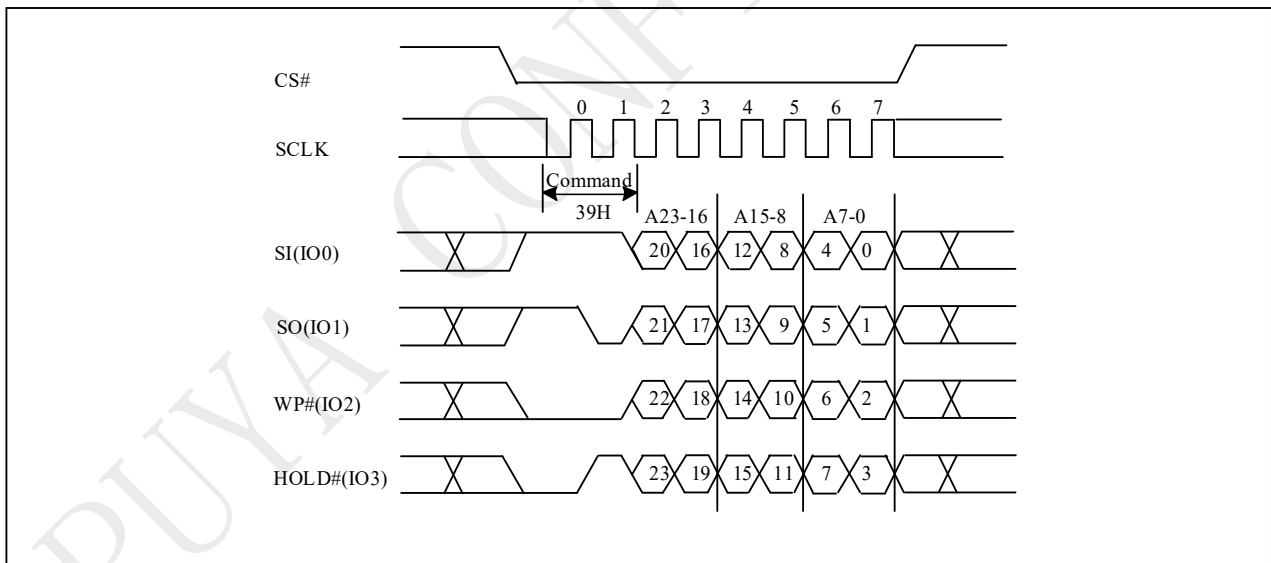 PUYA CONF
CS#
0 1 2 3 4 5 6 7
SCLK
Command
39H
A23-16 A15-8 A7-0
SI(IO0) 20 16 12 8 4 0
SO(IO1) 21 17 13 9 5 1
WP#(IO2) 22 18 14 10 6 2
HOLD#(IO3) 23 19 15 11 7 3